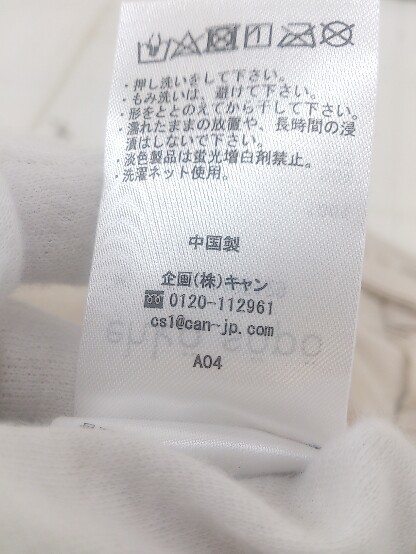 ・押し洗いをして下さい。
・もみ洗いは、避けて下さい。
・形をととのえてから干して下さい。
・濡れたままの放置や、長時間の浸
漬はしないで下さい。
・淡色製品は蛍光増白剤禁止。
・洗濯ネット使用。
中国製
企画(株)キャン
0120-112961
cs1@can-jp.com
A04